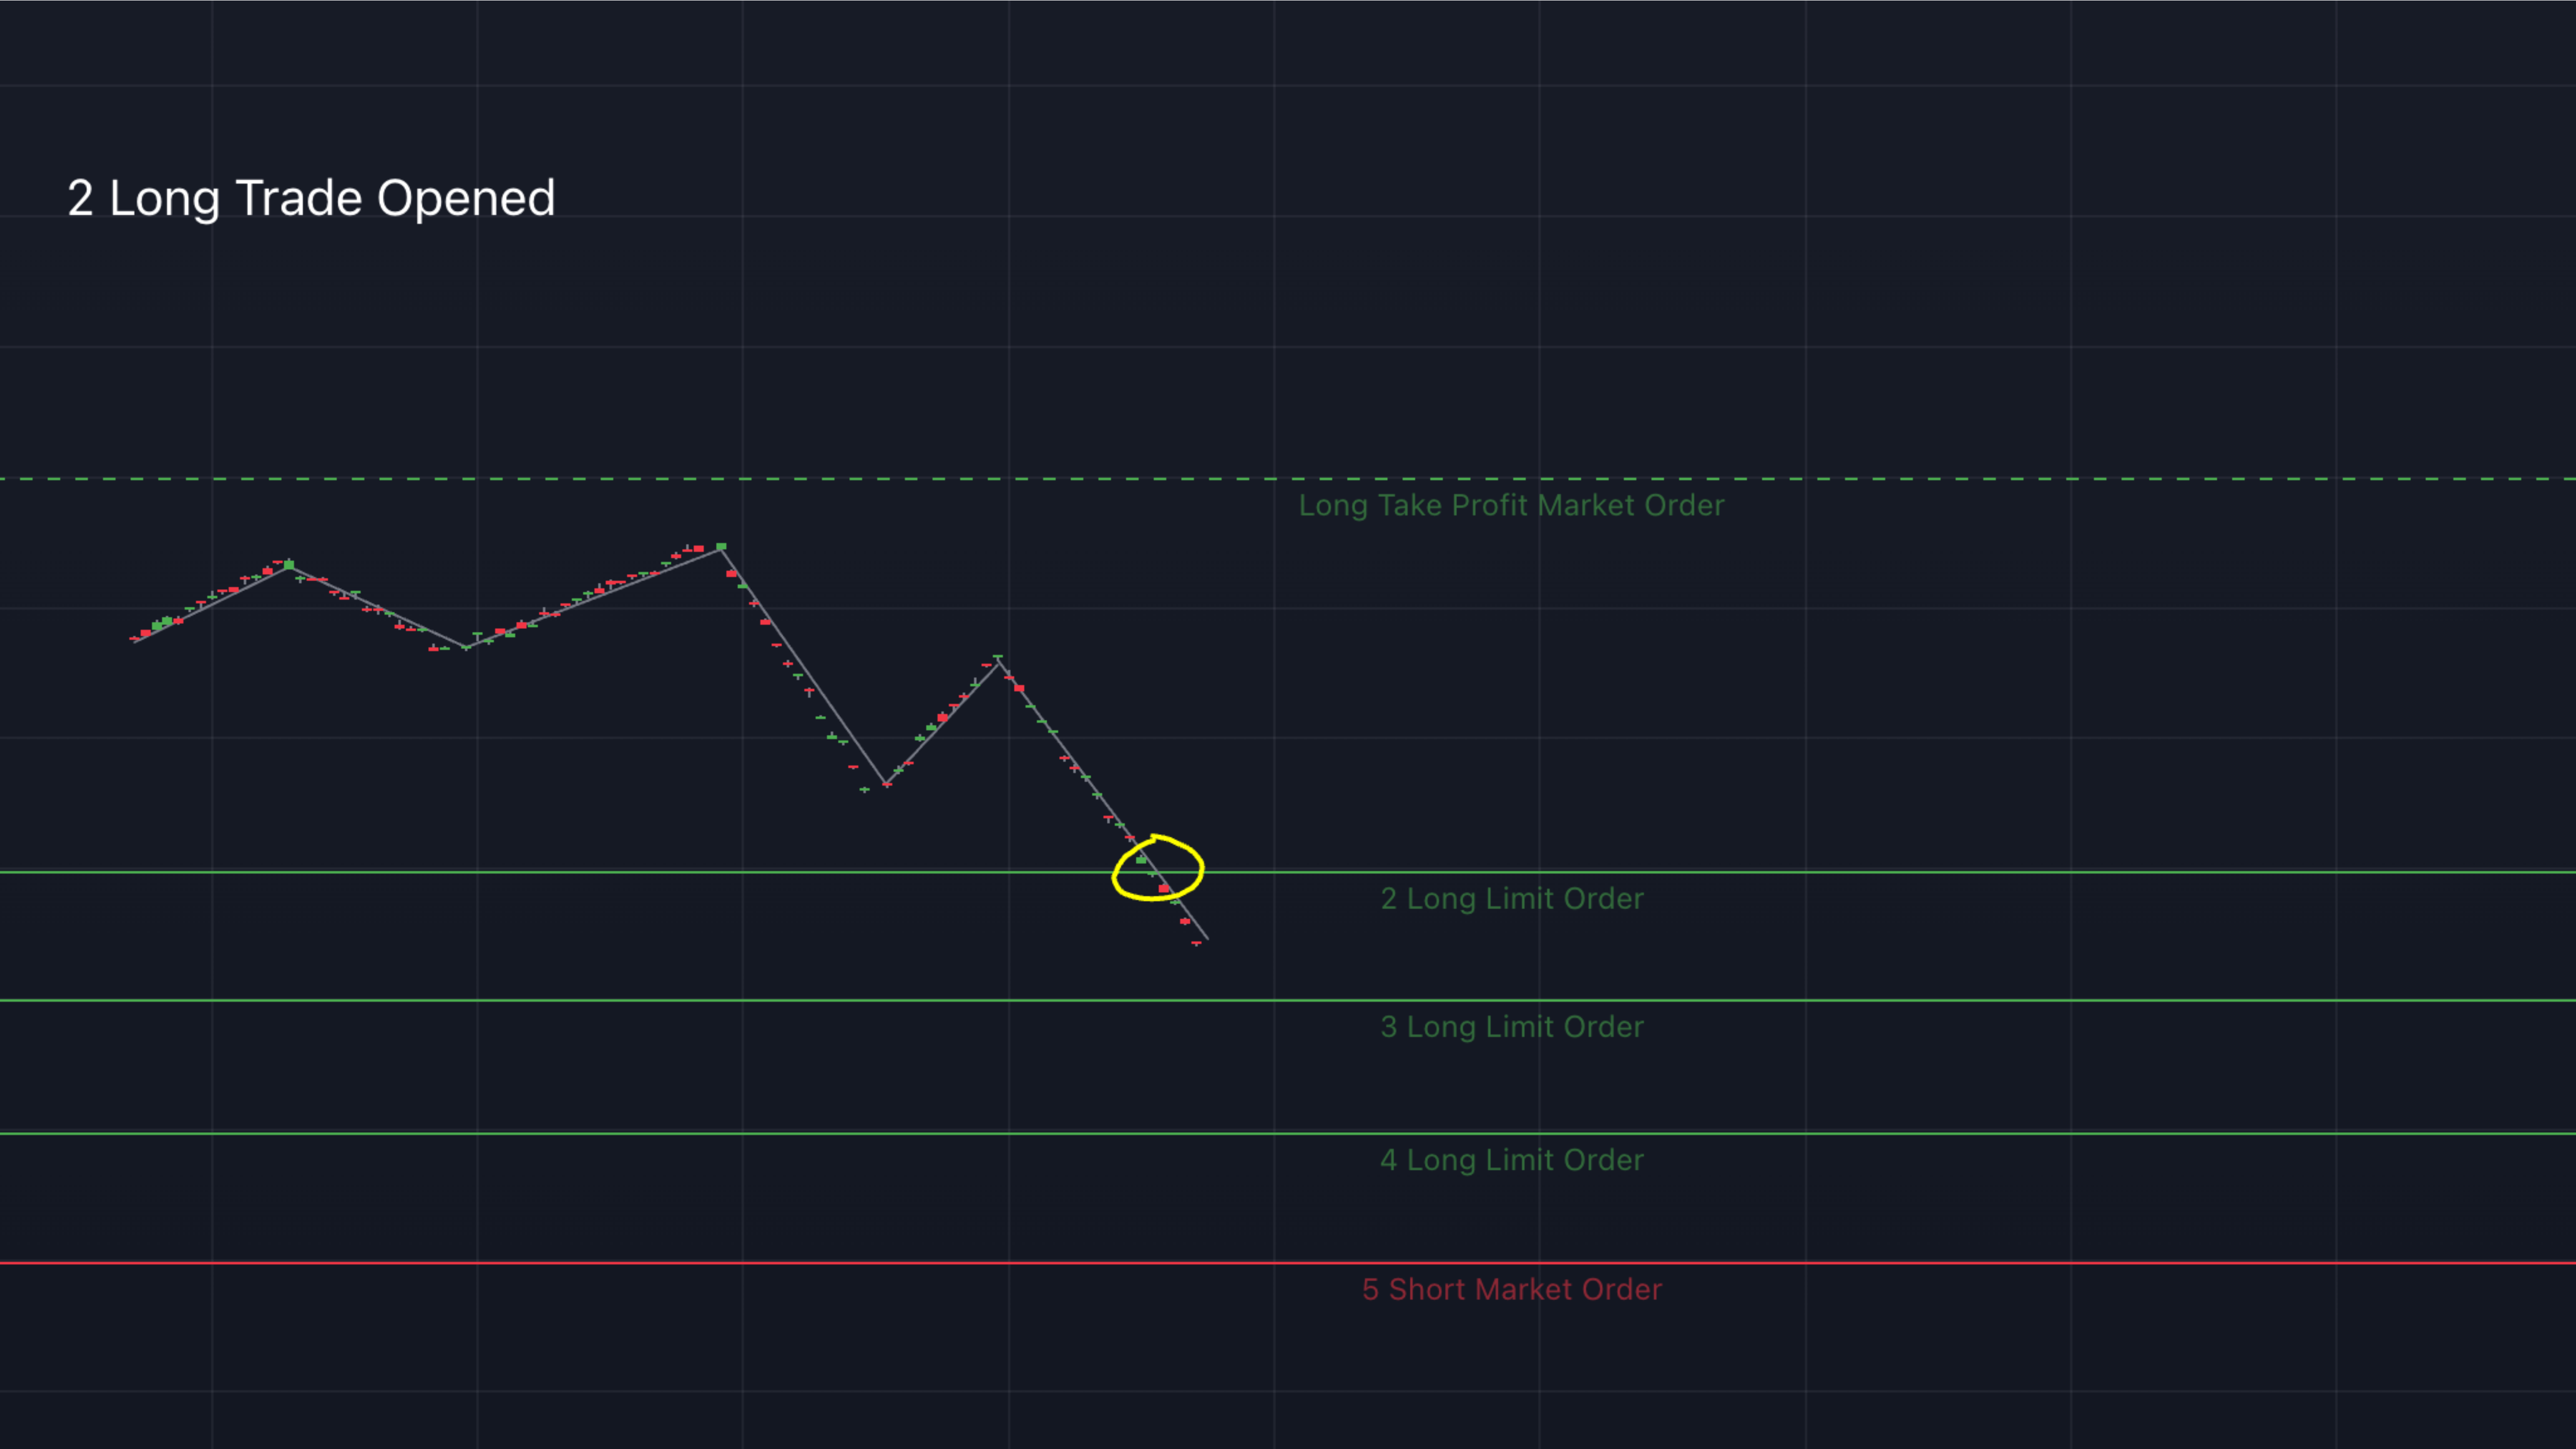 2 Long Trade Opened
Long Take Profit Market Order
2 Long Limit Order
3 Long Limit Order
4 Long Limit Order
5 Short Market Order